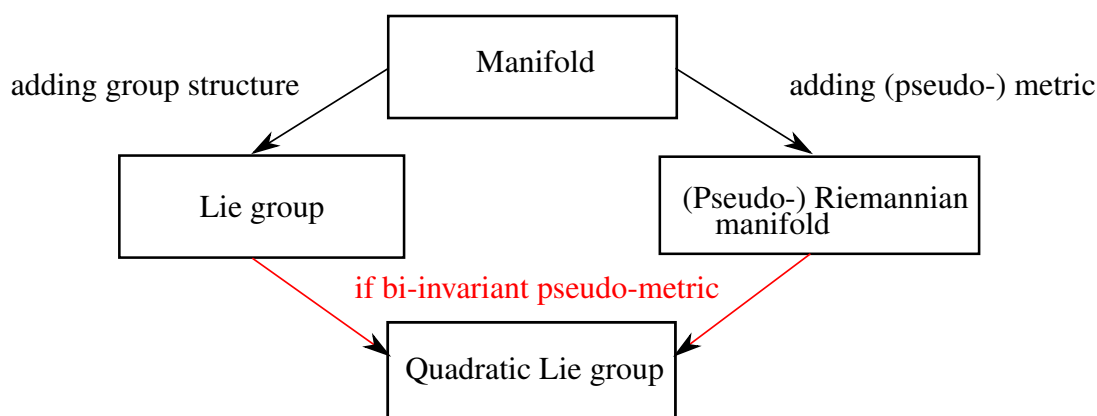 Manifold
adding group structure
adding (pseudo-) metric
Lie group
(Pseudo-) Riemannian
manifold
if bi-invariant pseudo-metric
Quadratic Lie group